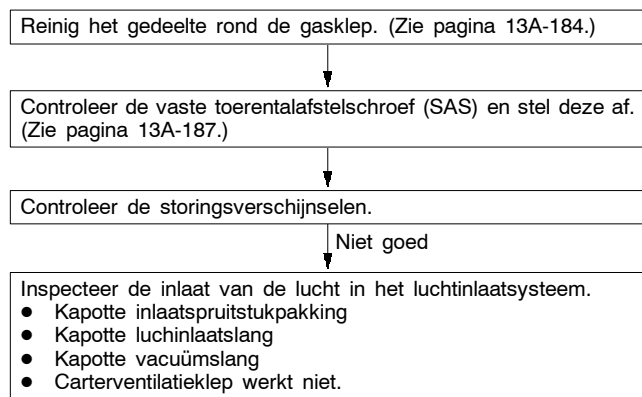 Reinig het gedeelte rond de gasklep. (Zie pagina 13A-184.)
Controleer de vaste toerentalafstelschroef (SAS) en stel deze af.
(Zie pagina 13A-187.)
Controleer de storingsverschijnselen.
Niet goed
Inspecteer de inlaat van de lucht in het luchtinlaatsysteem.
● Kapotte inlaatspruitstukpakking
● Kapotte luchinlaatslang
● Kapotte vacuümslang
● Carterventilatieklep werkt niet.